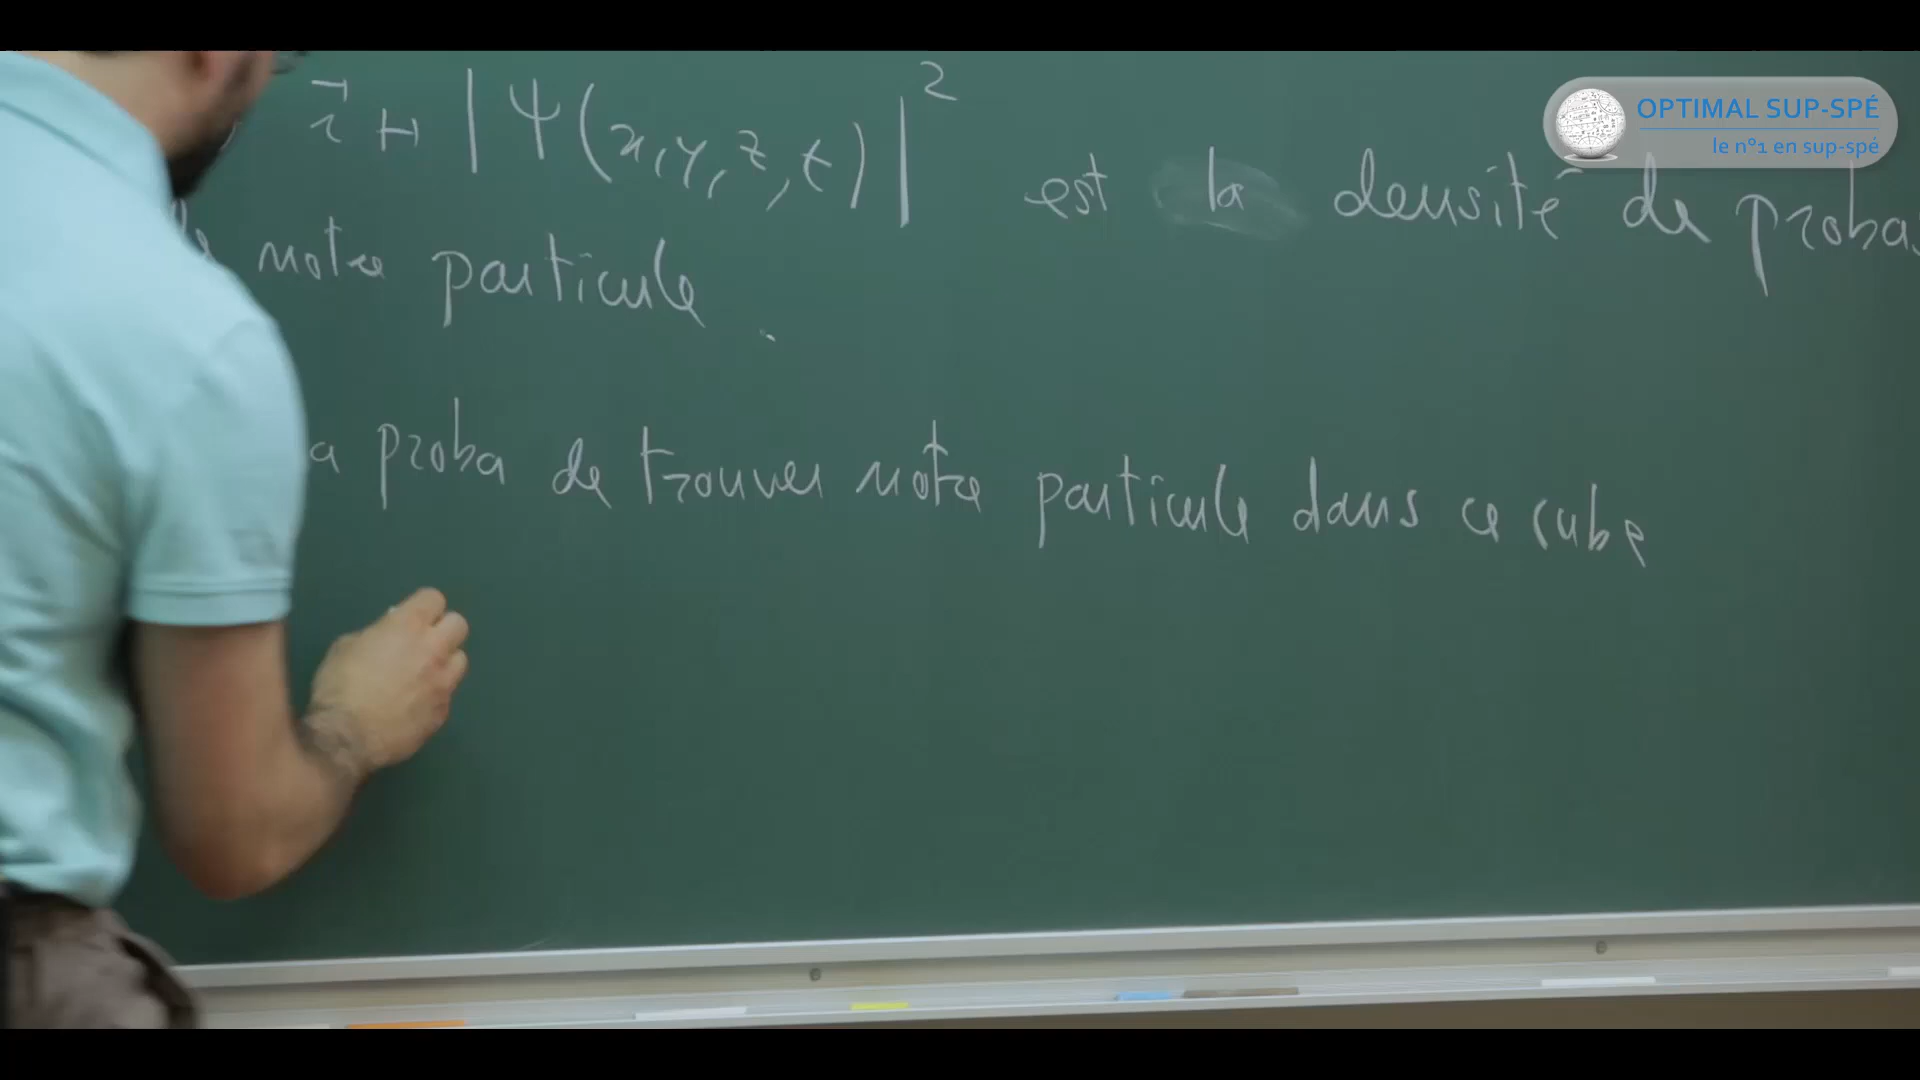 r⃗ ↦ |Ψ(x,y,z,t)|² est la densité de proba.
notre particule.
a proba de trouver notre particule dans ce cube
OPTIMAL SUP-SPÉ
le n°1 en sup-spé